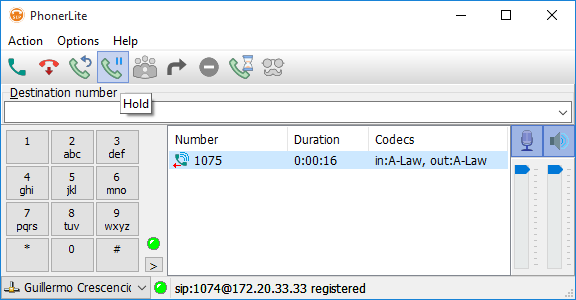 PhonerLite
Action Options Help
Destination number
Hold
1
2 abc
3 def
4 ghi
5 jkl
6 mno
7 pqrs
8 tuv
9 wxyz
*
0
#
>
Number Duration Codecs
1075 0:00:16 in:A-Law, out:A-Law
Guillermo Crescencio
sip:1074@172.20.33.33 registered